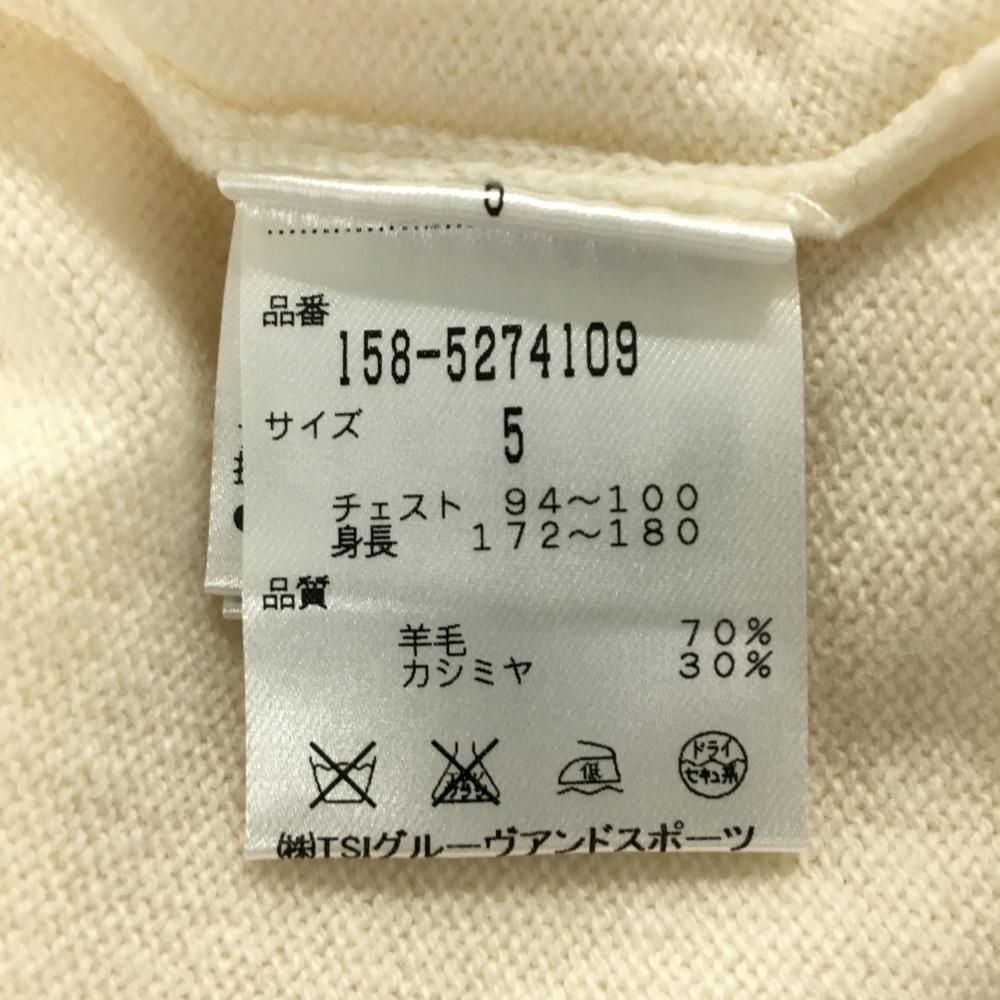 品番
158-5274109
サイズ 5
チェスト 94～100
身長 172～180
品質
羊毛 70%
カシミヤ 30%
低
ドライ
セキュ系
㈱TSIグルーヴアンドスポーツ